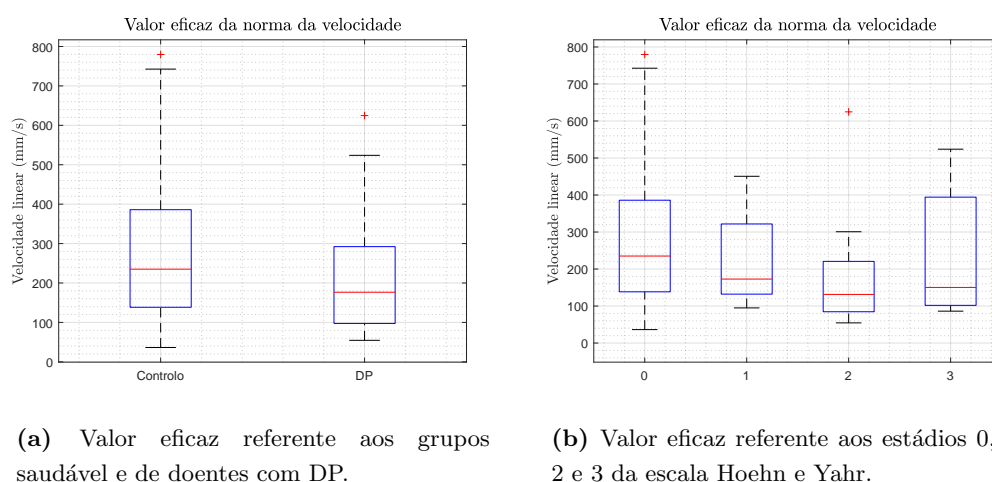 Valor eficaz da norma da velocidade
Velocidade linear (mm/s)
800
700
600
500
400
300
200
100
0
Controlo
DP
(a) Valor eficaz referente aos grupos
saudável e de doentes com DP.
Valor eficaz da norma da velocidade
Velocidade linear (mm/s)
800
700
600
500
400
300
200
100
0
0
1
2
3
(b) Valor eficaz referente aos estádios 0,
2 e 3 da escala Hoehn e Yahr.